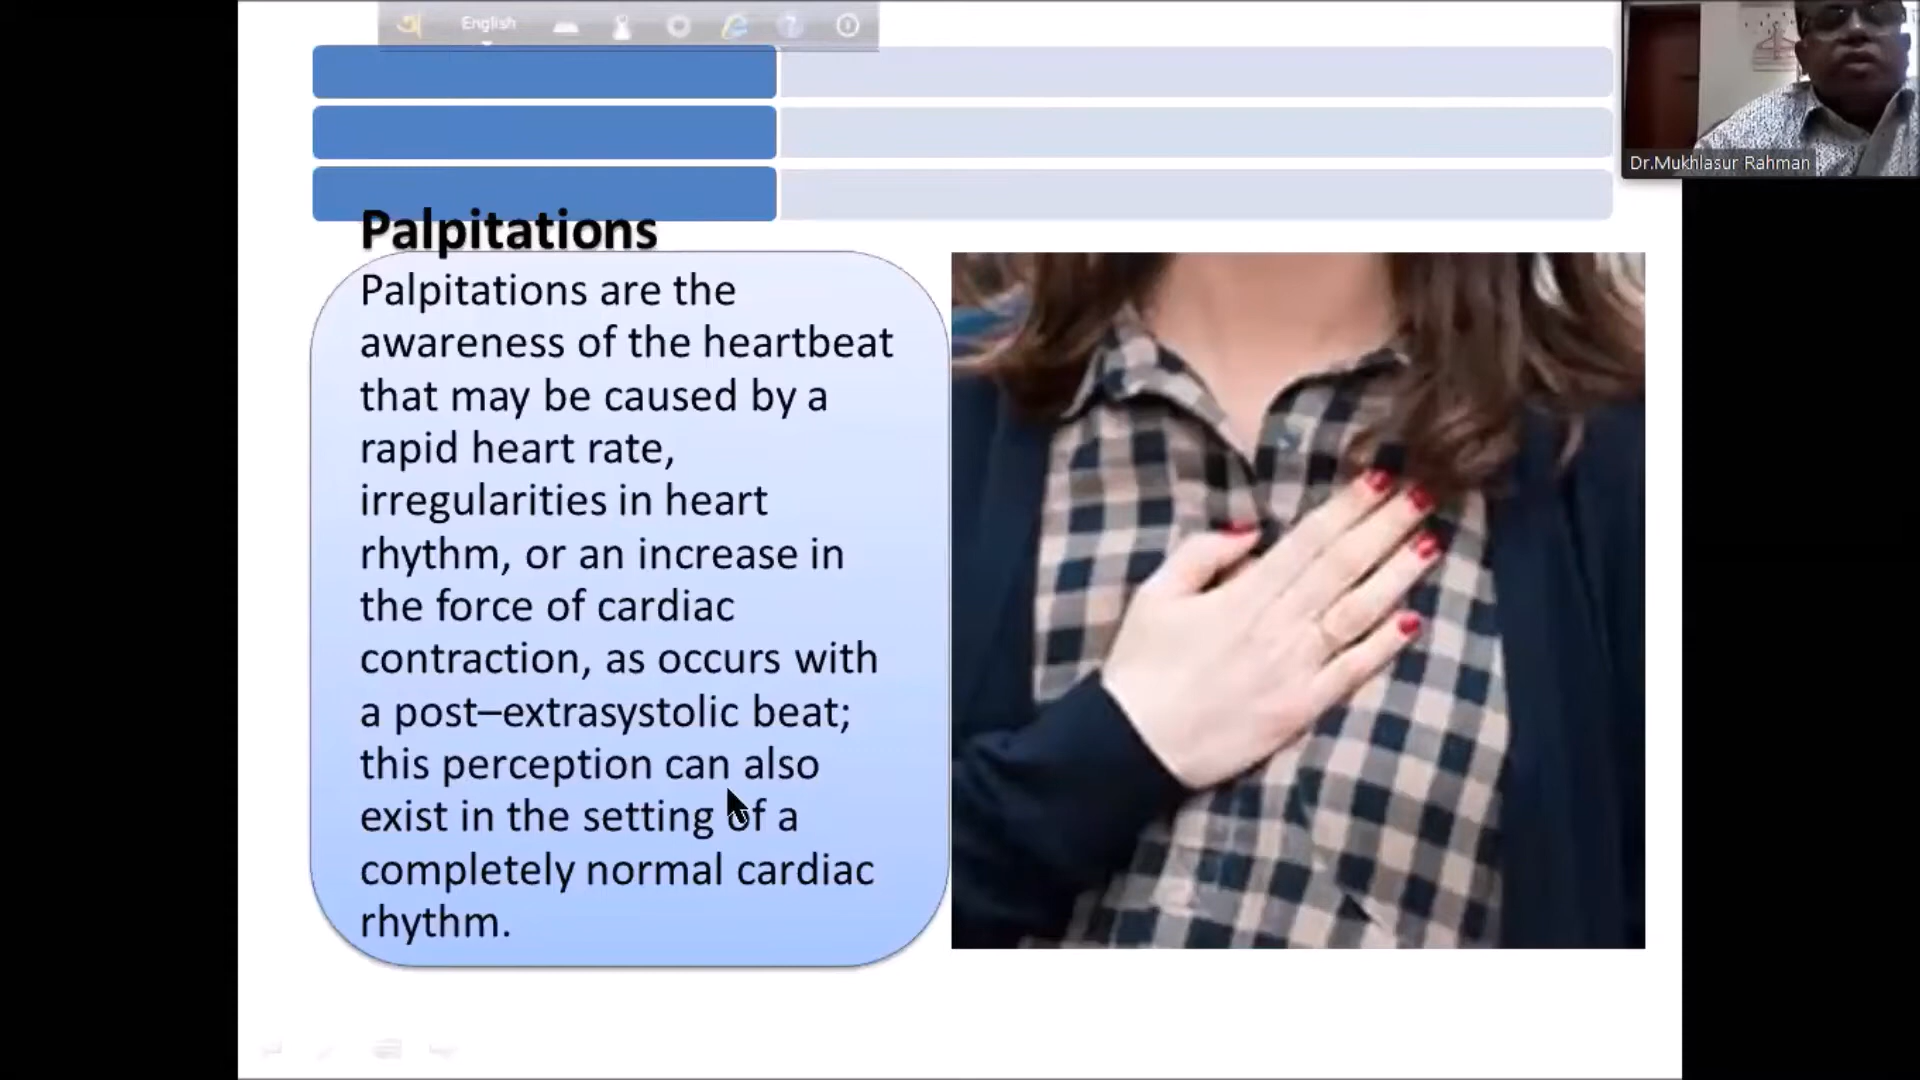 English
Dr.Mukhlasur Rahman
Palpitations
Palpitations are the
awareness of the heartbeat
that may be caused by a
rapid heart rate,
irregularities in heart
rhythm, or an increase in
the force of cardiac
contraction, as occurs with
a post–extrasystolic beat;
this perception can also
exist in the setting of a
completely normal cardiac
rhythm.